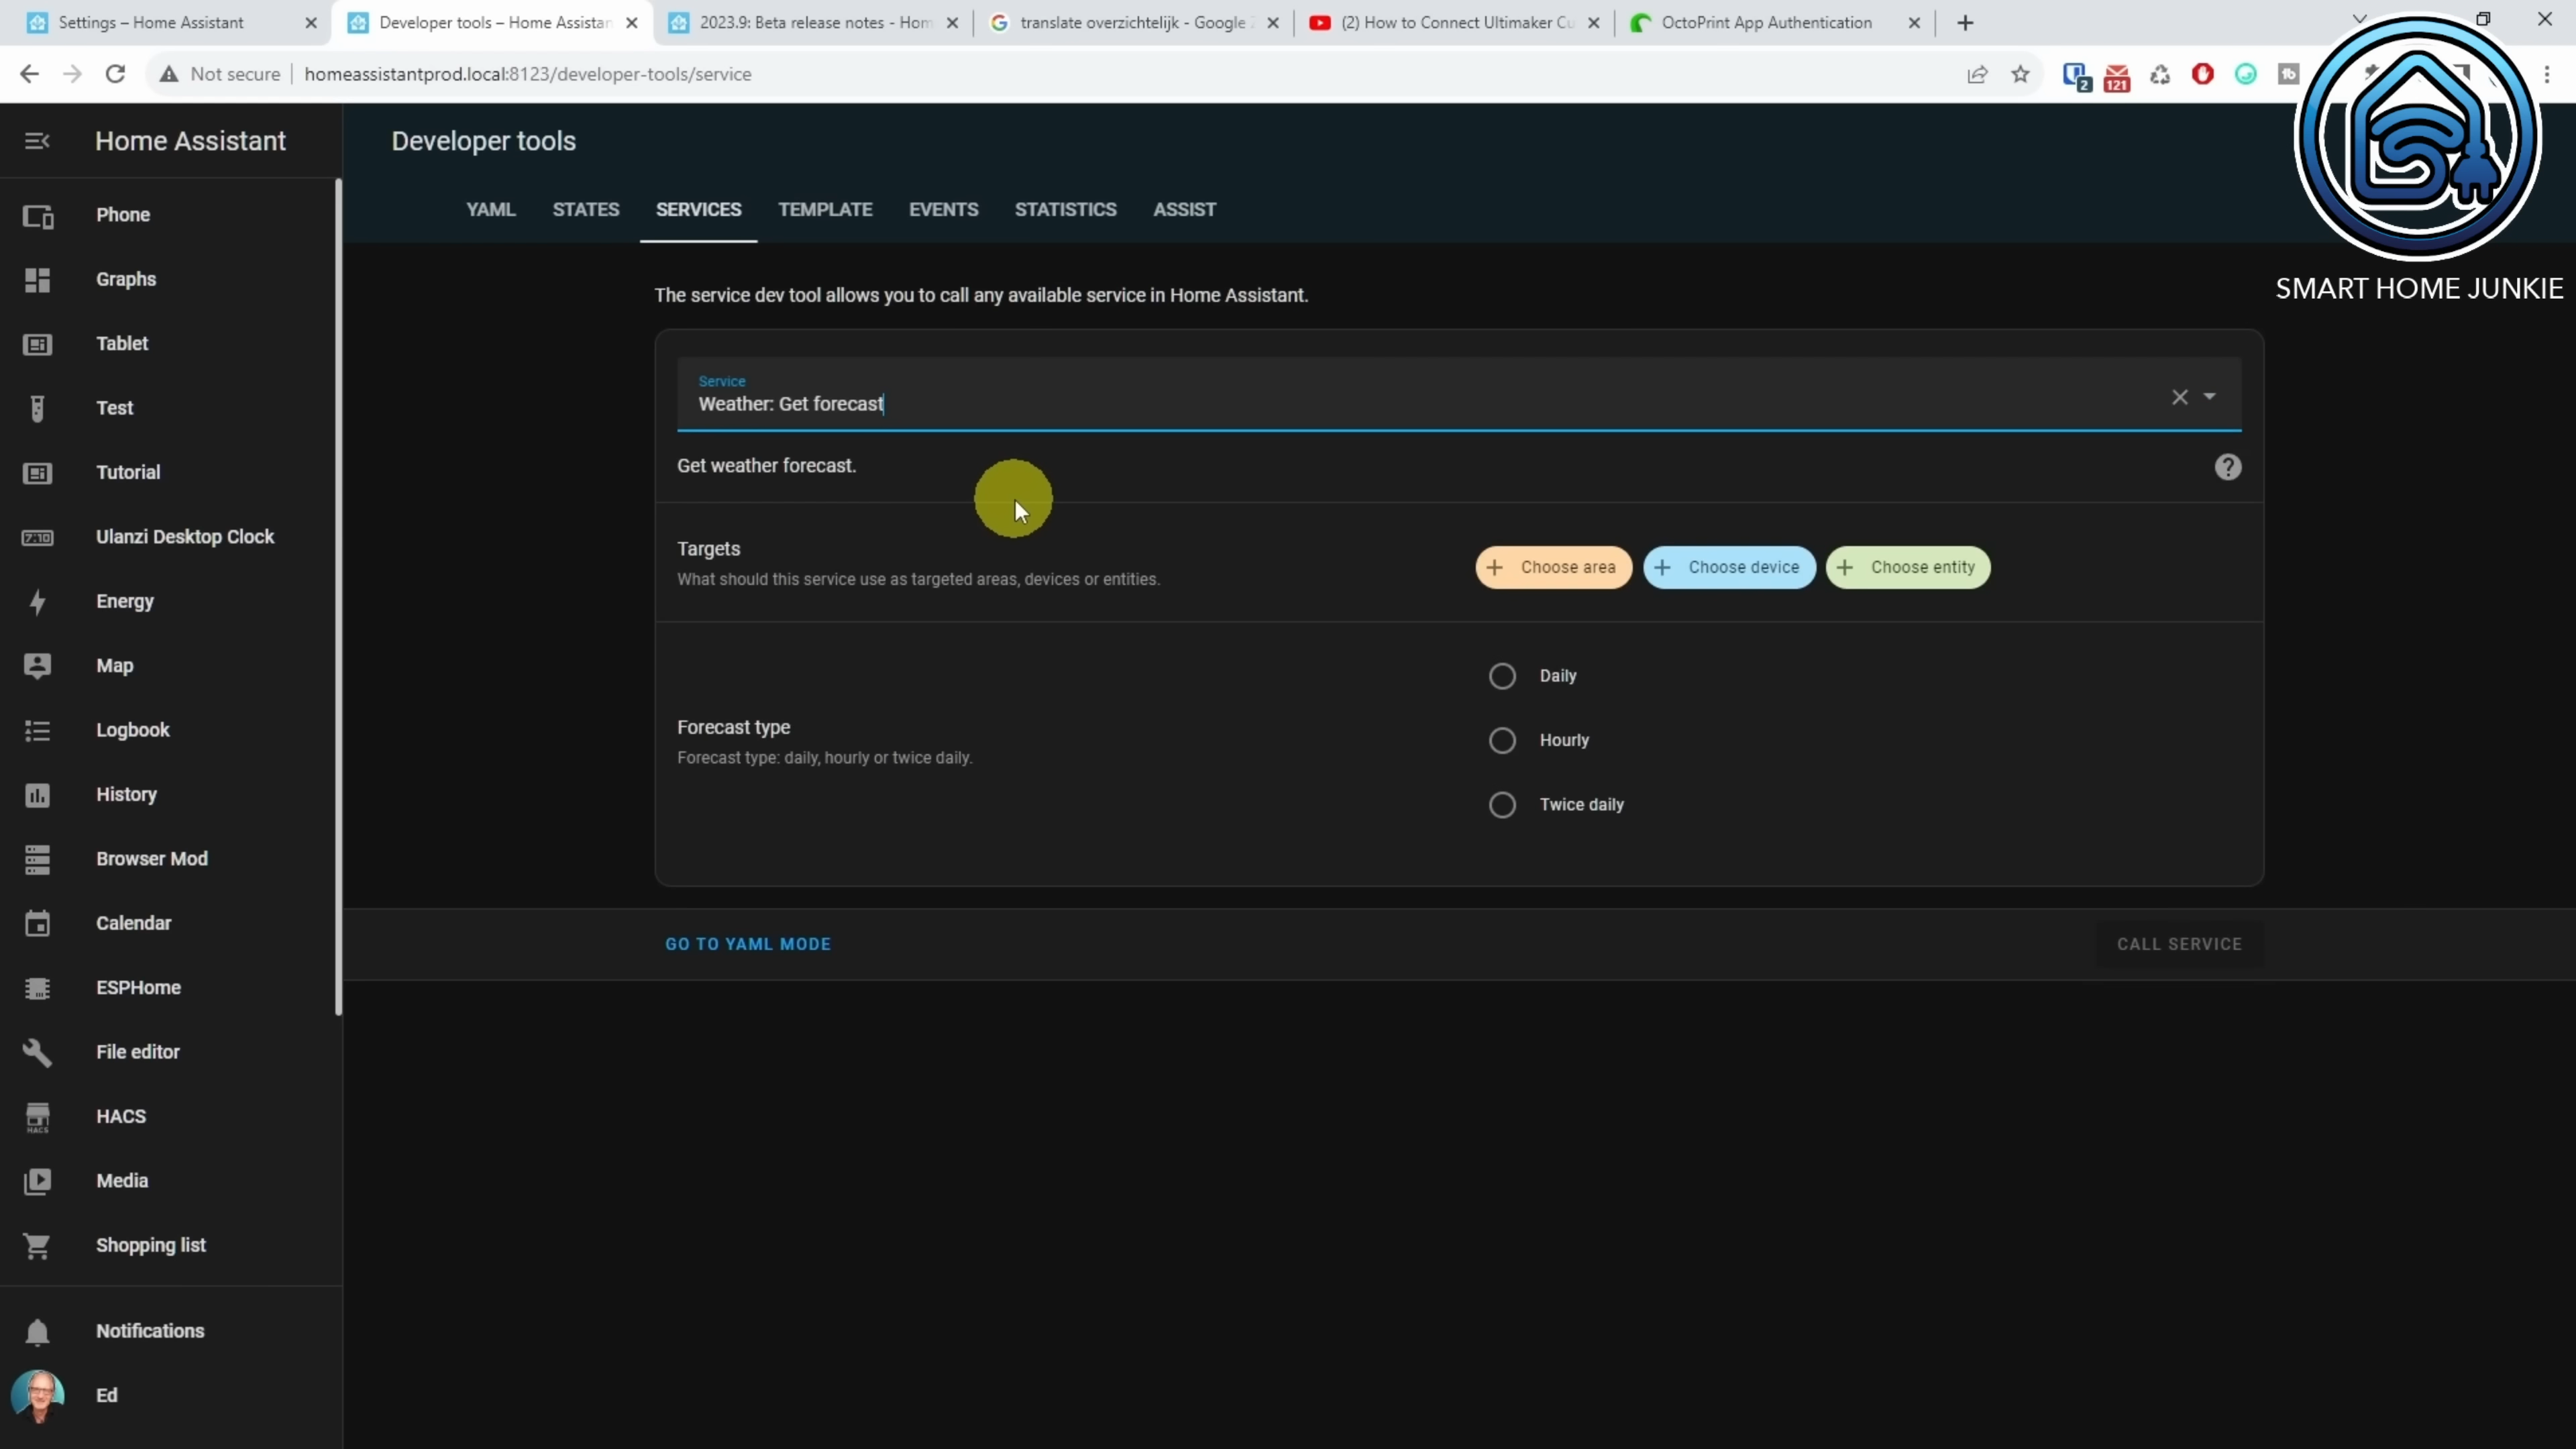 Settings – Home Assistant
Developer tools – Home Assistan
2023.9: Beta release notes - Hom
translate overzichtelijk - Google
(2) How to Connect Ultimaker Cu
OctoPrint App Authentication
Not secure
homeassistantprod.local:8123/developer-tools/service
2
121
Home Assistant
Developer tools
YAML
STATES
SERVICES
TEMPLATE
EVENTS
STATISTICS
ASSIST
SMART HOME JUNKIE
The service dev tool allows you to call any available service in Home Assistant.
Service
Weather: Get forecast
Get weather forecast.
Targets
What should this service use as targeted areas, devices or entities.
Choose area
Choose device
Choose entity
Forecast type
Forecast type: daily, hourly or twice daily.
Daily
Hourly
Twice daily
GO TO YAML MODE
CALL SERVICE
Phone
Graphs
Tablet
Test
Tutorial
7:10
Ulanzi Desktop Clock
Energy
Map
Logbook
History
Browser Mod
Calendar
ESPHome
File editor
HACS
HACS
Media
Shopping list
Notifications
Ed